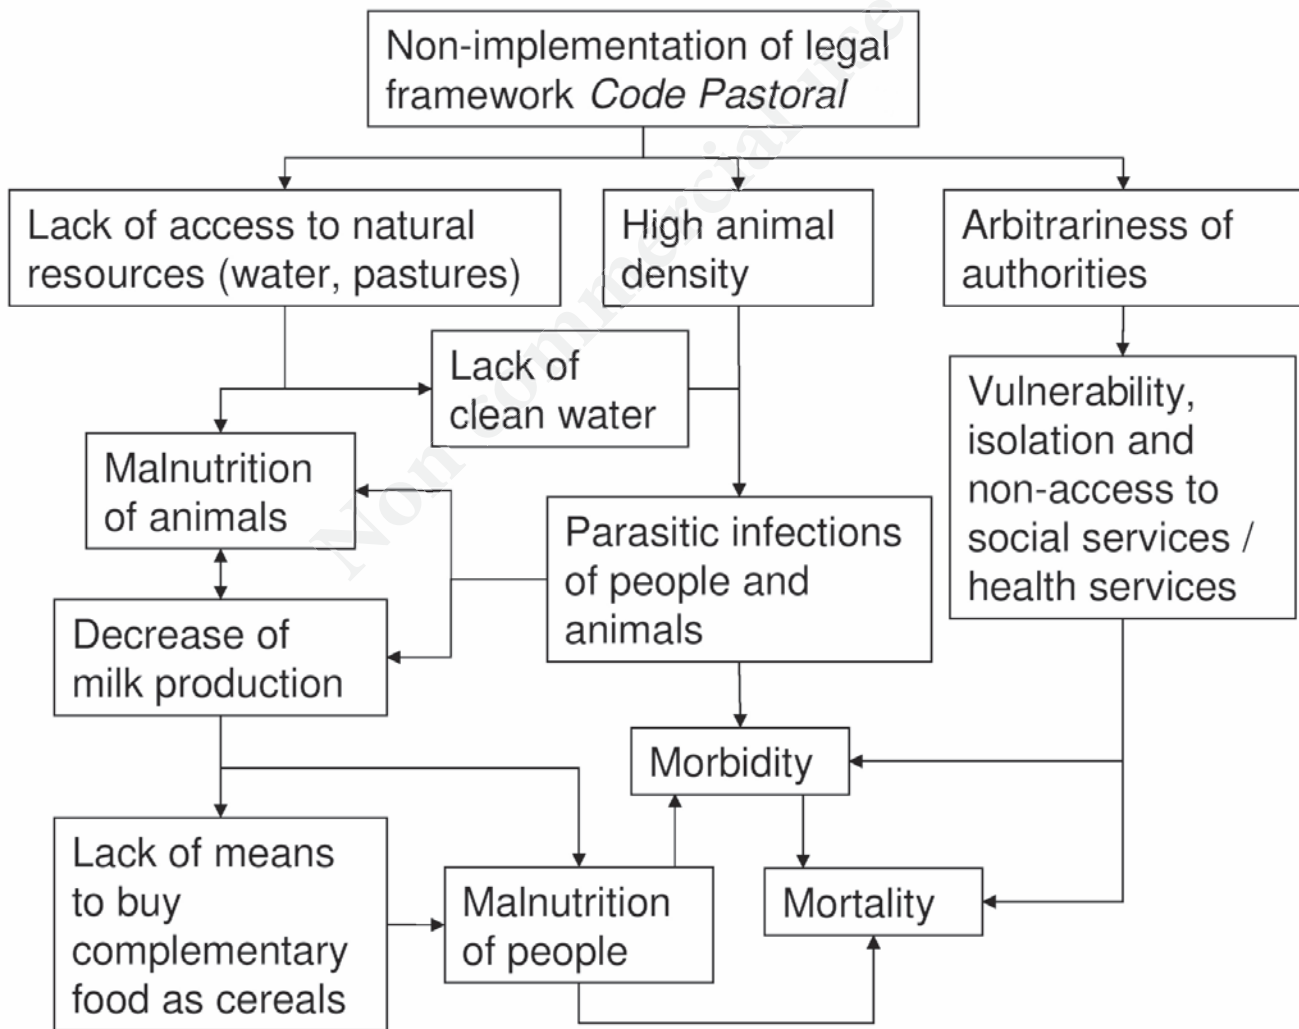 Non-implementation of legal
framework Code Pastoral
Lack of access to natural
resources (water, pastures)
High animal
density
Arbitrariness of
authorities
Lack of
clean water
Vulnerability,
isolation and
non-access to
social services /
health services
Malnutrition
of animals
Parasitic infections
of people and
animals
Decrease of
milk production
Morbidity
Lack of means
to buy
complementary
food as cereals
Malnutrition
of people
Mortality
Non commercial use